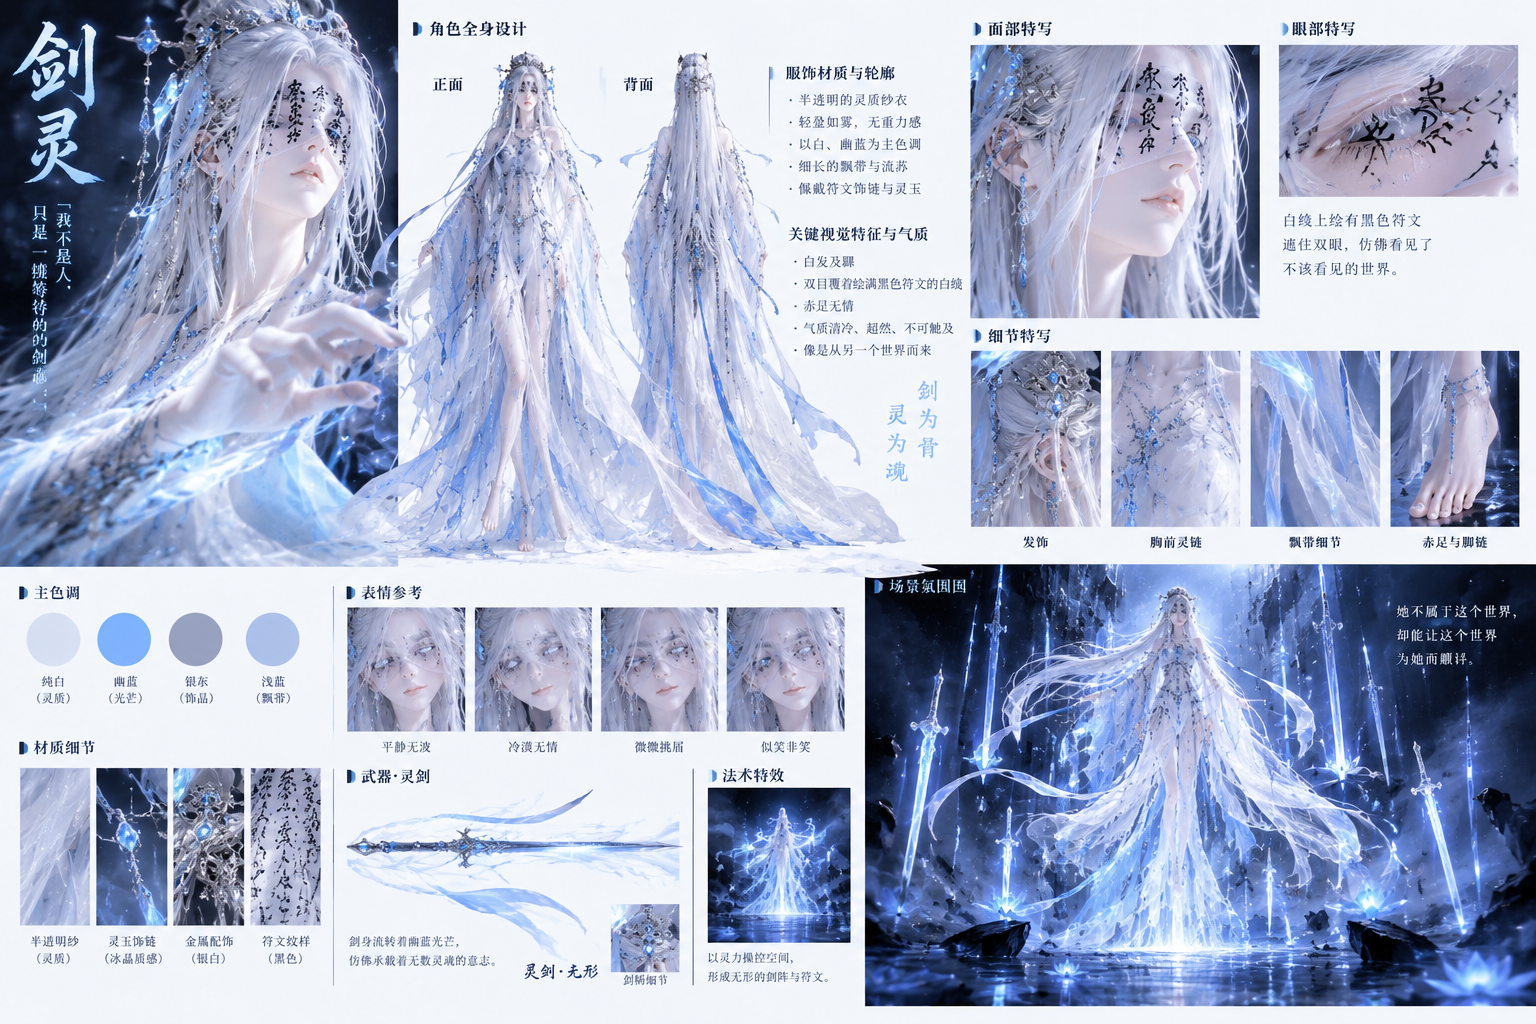 剑灵
「我不是人,
只是一
角色全身设计
正面
背面
服饰材质与轮廓
· 半透明的灵质纱衣
· 轻盈如雾，无重力感
· 以白、幽蓝为主色调
· 细长的飘带与流苏
· 佩戴符文饰链与灵玉
关键视觉特征与气质
· 白发及
· 双目覆着绘满黑色符文的白绫
· 赤足无情
· 气质清冷、超然、不可触及
· 像是从另一个世界而来
剑为骨
灵为魂
面部特写
眼部特写
白绫上绘有黑色符文
遮住双眼，仿佛看见了
不该看见的世界。
细节特写
发饰
胸前灵链
飘带细节
赤足与脚链
主色调
纯白
（灵质）
幽蓝
（光芒）
银灰
（饰品）
浅蓝
（飘带）
材质细节
半透明纱
（灵质）
灵玉饰链
（冰晶质感）
金属配饰
（银白）
符文纹样
（黑色）
表情参考
平静无波
冷漠无情
微微挑眉
似笑非笑
武器·灵剑
剑身流转着幽蓝光芒，
仿佛承载着无数灵魂的意志。
灵剑·无形
剑柄细节
法术特效
以灵力操控空间，
形成无形的剑阵与符文。
场景氛围图
她不属于这个世界，
却能让这个世界
为她而